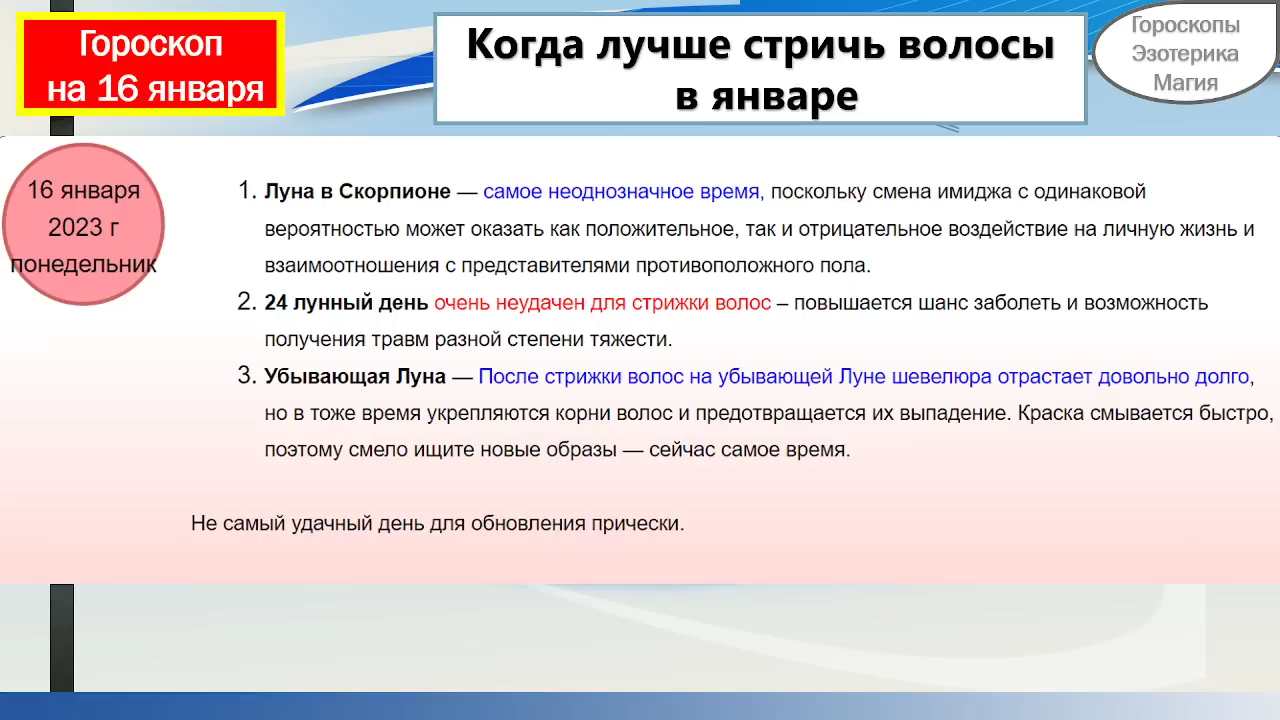 Гороскоп
на 16 января
Когда лучше стричь волосы
в январе
Гороскопы
Эзотерика
Магия
16 января
2023 г
понедельник
1. Луна в Скорпионе — самое неоднозначное время, поскольку смена имиджа с одинаковой
вероятностью может оказать как положительное, так и отрицательное воздействие на личную жизнь и
взаимоотношения с представителями противоположного пола.
2. 24 лунный день очень неудачен для стрижки волос – повышается шанс заболеть и возможность
получения травм разной степени тяжести.
3. Убывающая Луна — После стрижки волос на убывающей Луне шевелюра отрастает довольно долго,
но в тоже время укрепляются корни волос и предотвращается их выпадение. Краска смывается быстро,
поэтому смело ищите новые образы — сейчас самое время.
Не самый удачный день для обновления прически.